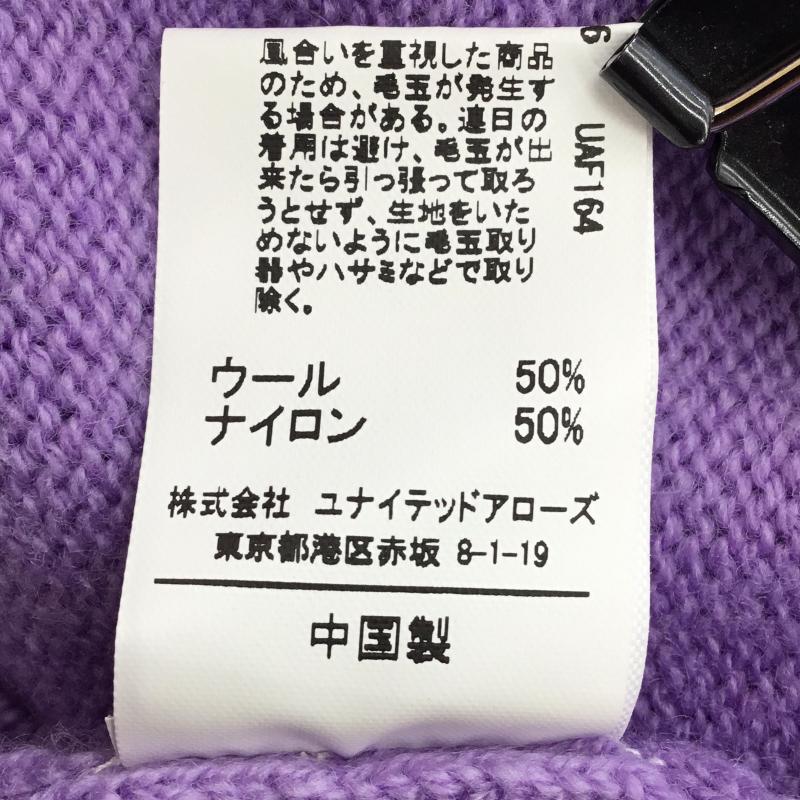 風合いを重視した商品
のため、毛玉が発生す
る場合がある。連日の
着用は避け、毛玉が出
来たら引っ張って取ろ
うとせず、生地をいた
めないように毛玉取り
器やハサミなどで取り
除く。
UAF164
ウール 50%
ナイロン 50%
株式会社 ユナイテッドアローズ
東京都港区赤坂 8-1-19
中国製